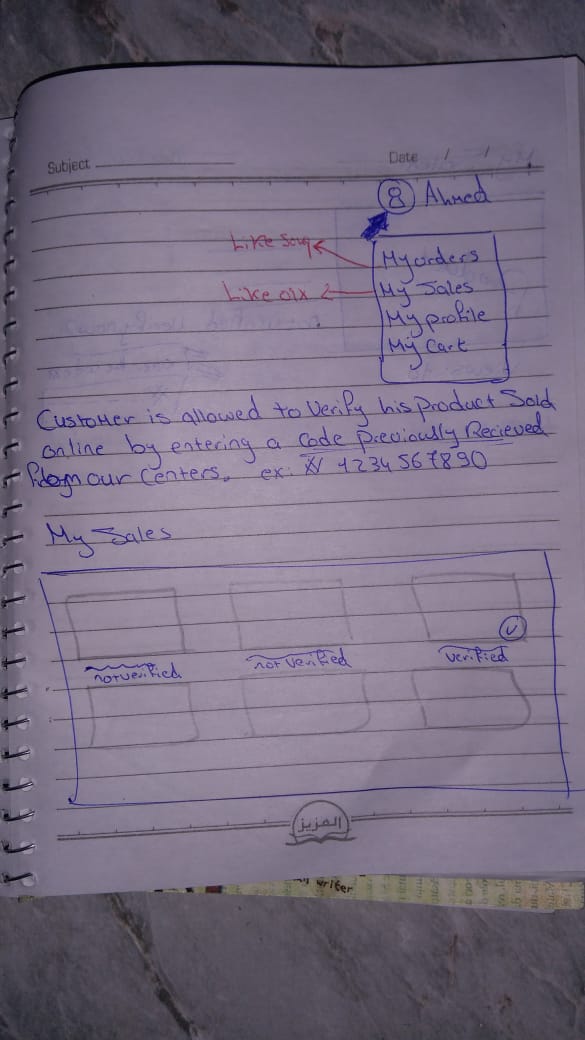 Subject
Date / /
8 Ahmed
Like Souq
My orders
Like olx
My Sales
My profile
My Cart
Customer is allowed to Verify his Product Sold
online by entering a Code Previously Recieved
From our Centers. ex: 1234567890
My Sales
not verified not verified verified
المزيز
writer